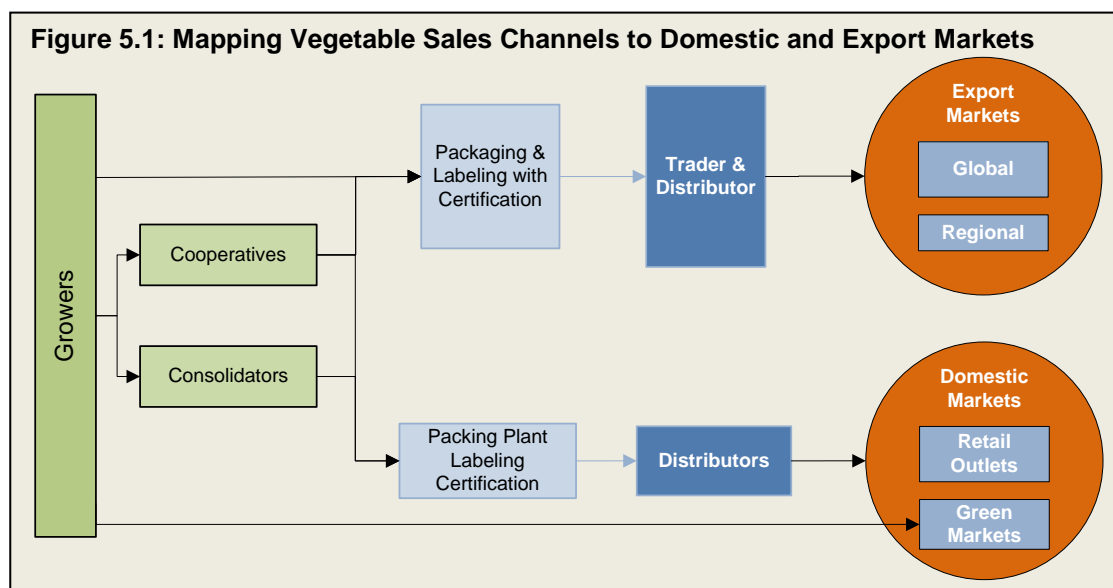 Figure 5.1: Mapping Vegetable Sales Channels to Domestic and Export Markets
Growers
Cooperatives
Consolidators
Packaging &
Labeling with
Certification
Trader &
Distributor
Export
Markets
Global
Regional
Packing Plant
Labeling
Certification
Distributors
Domestic
Markets
Retail
Outlets
Green
Markets